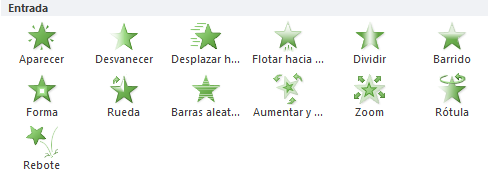 Entrada
Aparecer Desvanecer Desplazar h... Flotar hacia ... Dividir Barrido
Forma Rueda Barras aleat... Aumentar y ... Zoom Rótula
Rebote